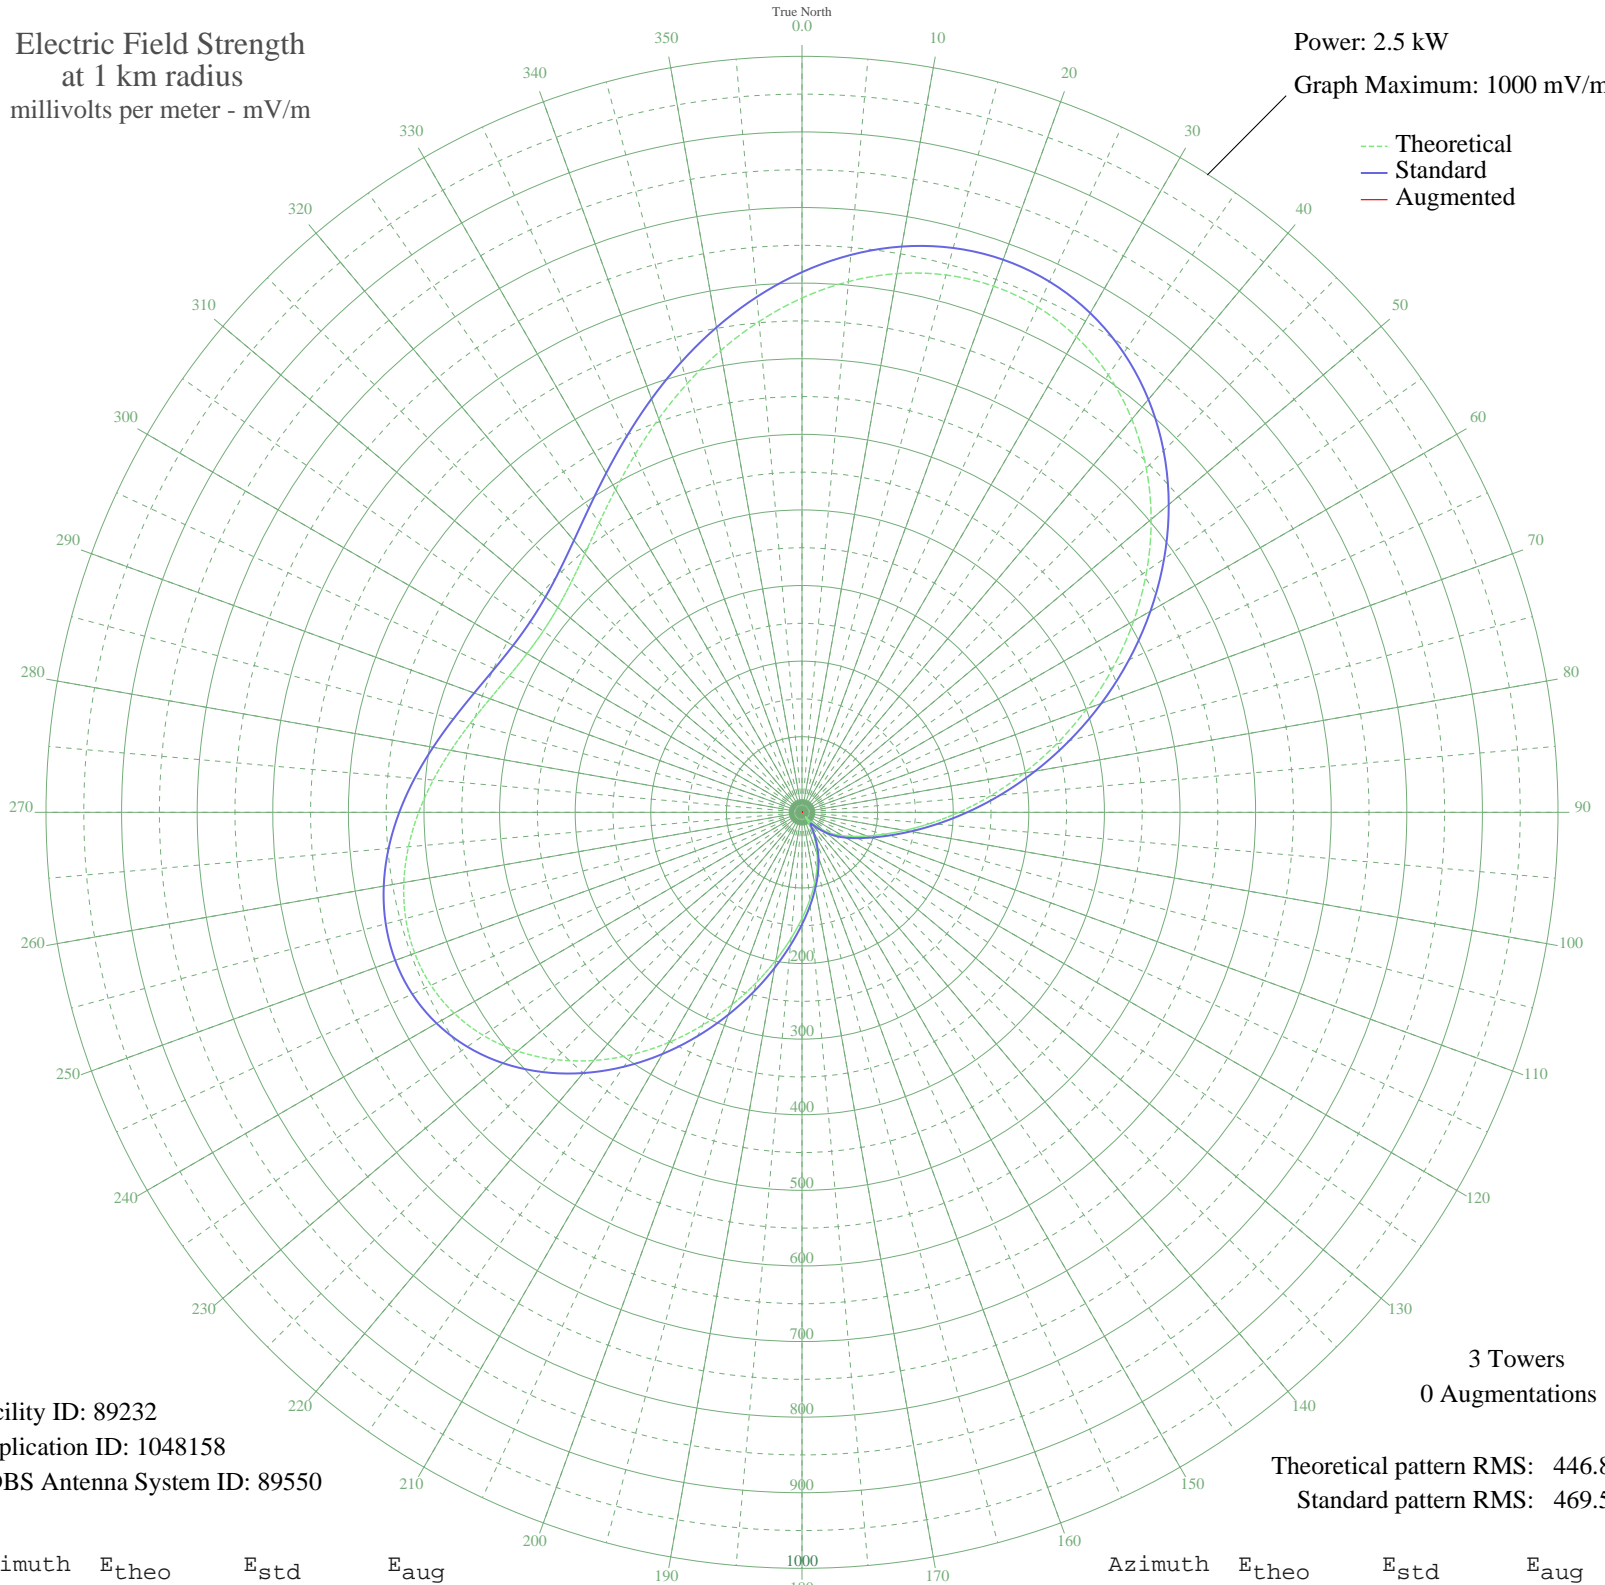 True North
0.0
Electric Field Strength
at 1 km radius
millivolts per meter - mV/m
Power: 2.5 kW
Graph Maximum: 1000 mV/m
Theoretical
Standard
Augmented
10
20
30
40
50
60
70
80
90
100
110
120
130
140
150
160
170
190
200
210
220
230
240
250
260
270
280
290
300
310
320
330
340
350
200
300
400
500
600
700
800
900
1000
3 Towers
0 Augmentations
Theoretical pattern RMS: 446.8
Standard pattern RMS: 469.5
cility ID: 89232
plication ID: 1048158
DBS Antenna System ID: 89550
imuth Etheo Estd Eaug
Azimuth Etheo Estd Eaug